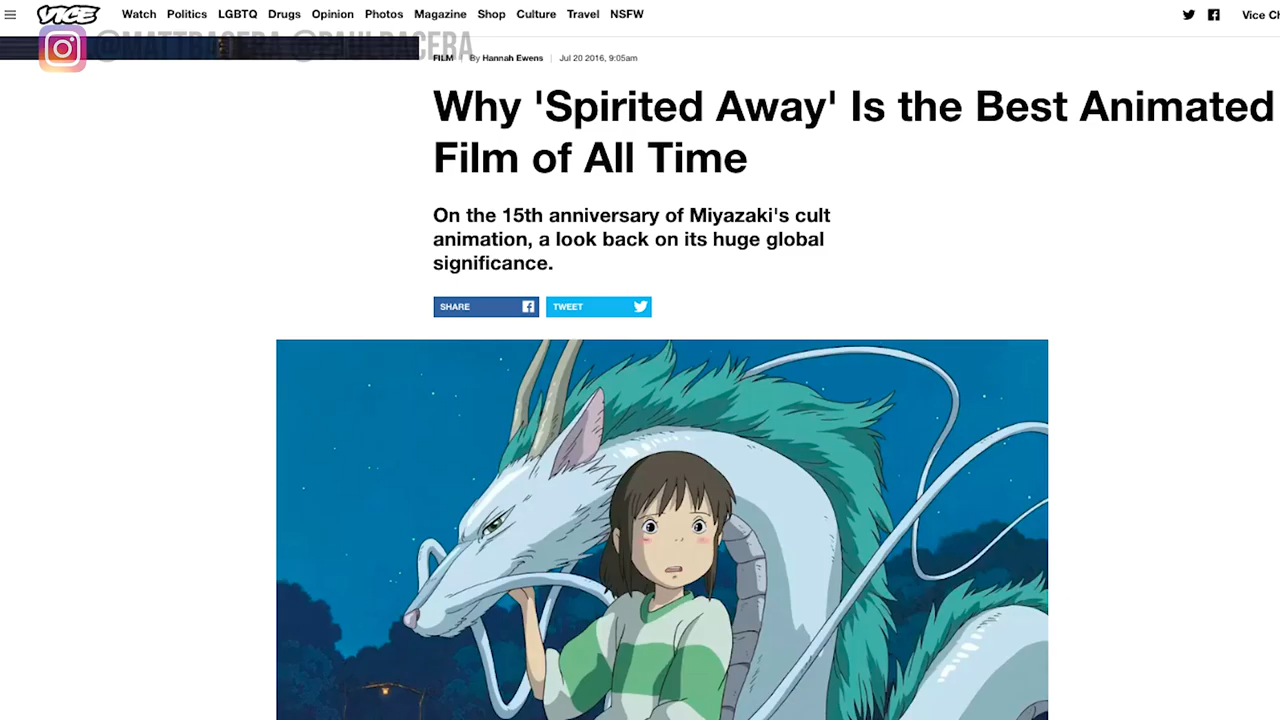 VICE Watch Politics LGBTQ Drugs Opinion Photos Magazine Shop Culture Travel NSFW Vice
@MATTBACERA @PAULBACERA
FILM By Hannah Ewens Jul 20 2016, 9:05am
Why 'Spirited Away' Is the Best Animated
Film of All Time
On the 15th anniversary of Miyazaki's cult
animation, a look back on its huge global
significance.
SHARE TWEET